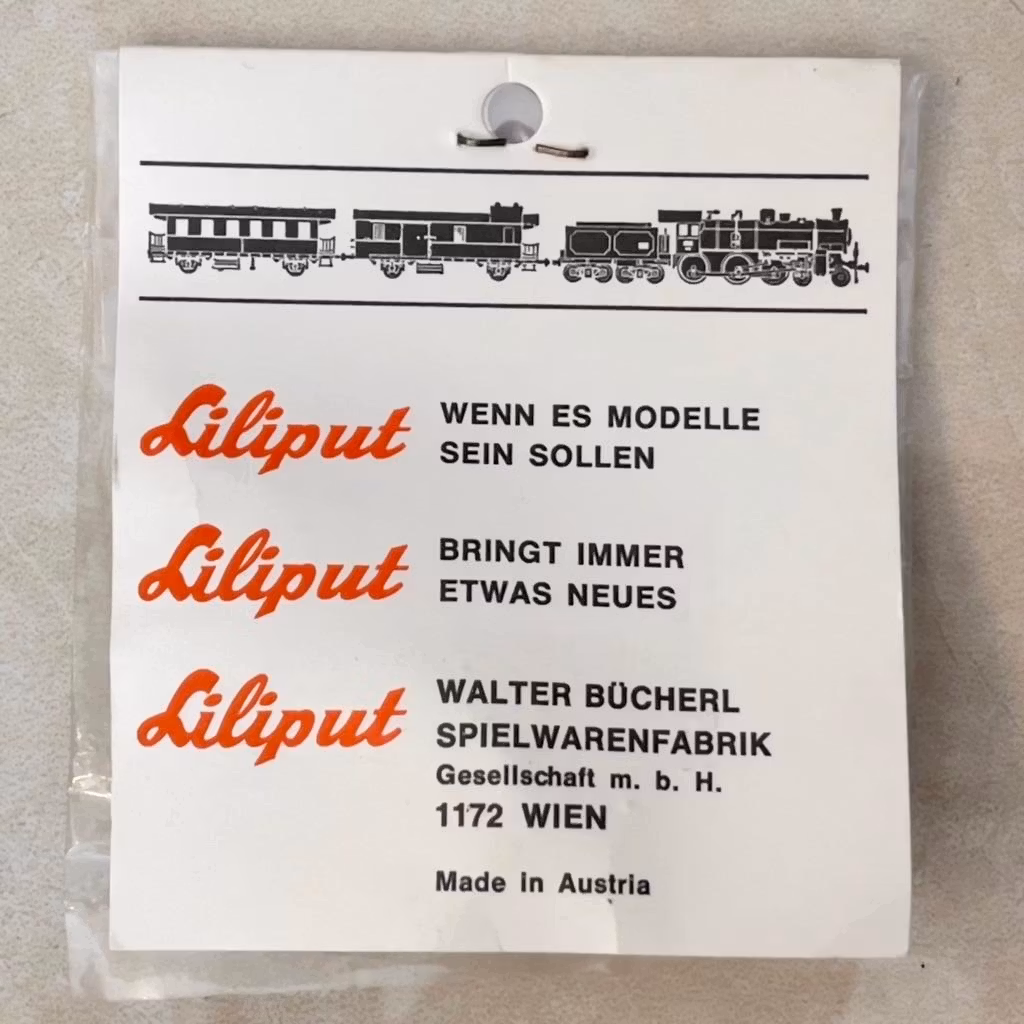 Liliput WENN ES MODELLE
SEIN SOLLEN
Liliput BRINGT IMMER
ETWAS NEUES
Liliput WALTER BÜCHERL
SPIELWARENFABRIK
Gesellschaft m. b. H.
1172 WIEN
Made in Austria